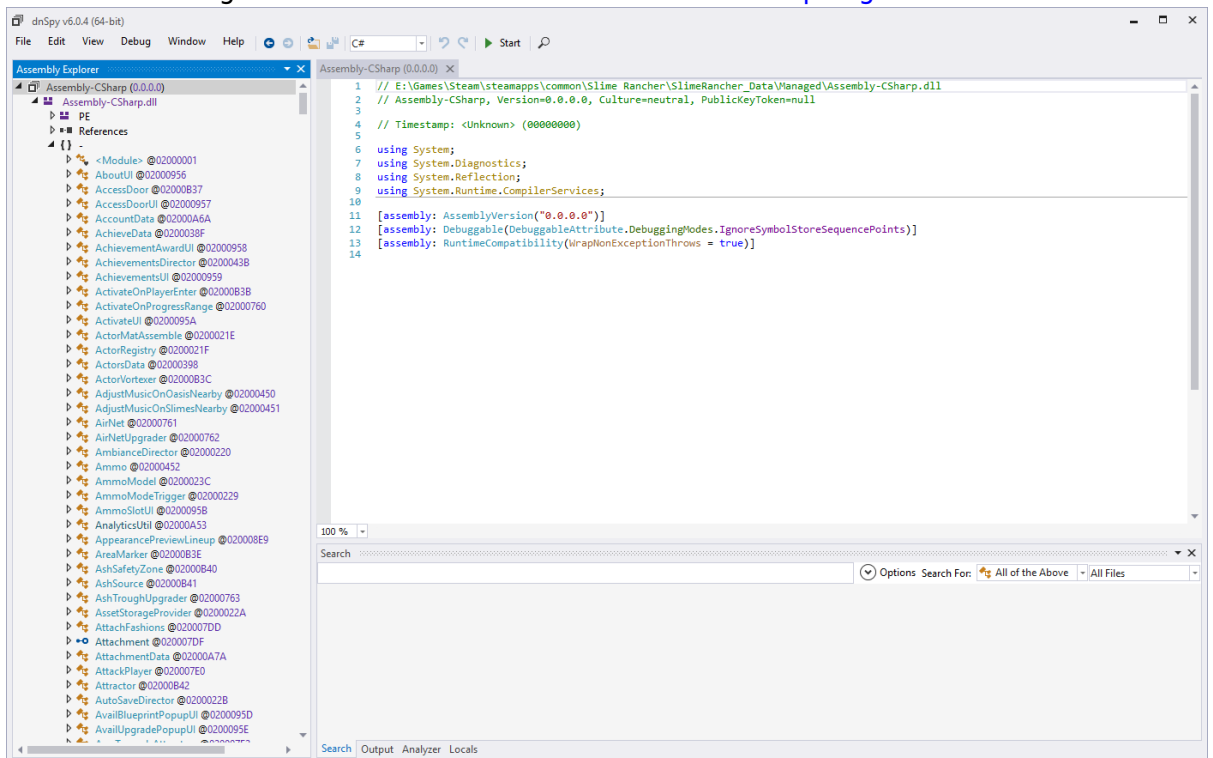 dnSpy v6.0.4 (64-bit)
File Edit View Debug Window Help C# Start
Assembly Explorer
Assembly-CSharp (0.0.0.0)
Assembly-CSharp.dll
PE
References
{} -
<Module> @02000001
AboutUI @02000956
AccessDoor @02000B37
AccessDoorUI @02000957
AccountData @02000A6A
AchieveData @0200038F
AchievementAwardUI @02000958
AchievementsDirector @0200043B
AchievementsUI @02000959
ActivateOnPlayerEnter @02000B3B
ActivateOnProgressRange @02000760
ActivateUI @0200095A
ActorMatAssemble @0200021E
ActorRegistry @0200021F
ActorsData @02000398
ActorVortexer @02000B3C
AdjustMusicOnOasisNearby @02000450
AdjustMusicOnSlimesNearby @02000451
AirNet @02000761
AirNetUpgrader @02000762
AmbianceDirector @02000220
Ammo @02000452
AmmoModel @0200023C
AmmoModeTrigger @02000229
AmmoSlotUI @0200095B
AnalyticsUtil @02000A53
AppearancePreviewLineup @020008E9
AreaMarker @02000B3E
AshSafetyZone @02000B40
AshSource @02000B41
AshTroughUpgrader @02000763
AssetStorageProvider @0200022A
AttachFashions @020007DD
Attachment @020007DF
AttachmentData @02000A7A
AttackPlayer @020007E0
Attractor @02000B42
AutoSaveDirector @0200022B
AvailBlueprintPopupUI @0200095D
AvailUpgradePopupUI @0200095E
Assembly-CSharp (0.0.0.0)
1 // E:\Games\Steam\steamapps\common\Slime Rancher\SlimeRancher_Data\Managed\Assembly-CSharp.dll
2 // Assembly-CSharp, Version=0.0.0.0, Culture=neutral, PublicKeyToken=null
3
4 // Timestamp: <Unknown> (00000000)
5
6 using System;
7 using System.Diagnostics;
8 using System.Reflection;
9 using System.Runtime.CompilerServices;
10
11 [assembly: AssemblyVersion("0.0.0.0")]
12 [assembly: Debuggable(DebuggableAttribute.DebuggingModes.IgnoreSymbolStoreSequencePoints)]
13 [assembly: RuntimeCompatibility(WrapNonExceptionThrows = true)]
14
100 %
Search
Options Search For: All of the Above All Files
Search Output Analyzer Locals